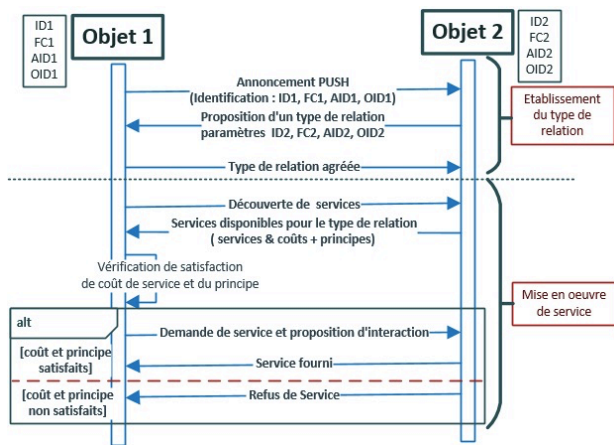 ID1
FC1
AID1
OID1
Objet 1
Objet 2
ID2
FC2
AID2
OID2
Annoncement PUSH
(Identification : ID1, FC1, AID1, OID1)
Proposition d'un type de relation
paramètres ID2, FC2, AID2, OID2
Type de relation agréée
Etablissement
du type de
relation
Découverte de services
Services disponibles pour le type de relation
( services & coûts + principes)
Vérification de satisfaction
de coût de service et du principe
Mise en oeuvre
de service
alt
Demande de service et proposition d'interaction
[coût et principe
satisfaits]
Service fourni
[coût et principe
non satisfaits]
Refus de Service